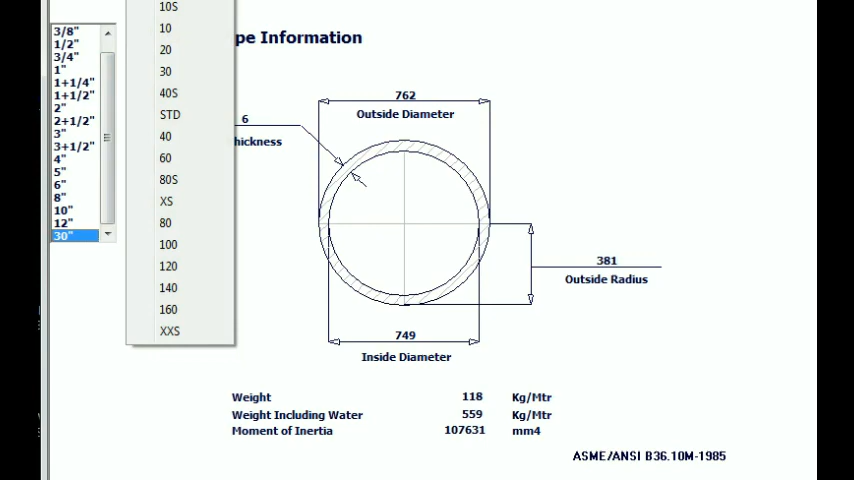 10S
3/8"
1/2"
3/4"
1"
1+1/4"
1+1/2"
2"
2+1/2"
3"
3+1/2"
4"
5"
6"
8"
10"
12"
30"
10
20
30
40S
STD
40
60
80S
XS
80
100
120
140
160
XXS
pe Information
762
Outside Diameter
6
hickness
381
Outside Radius
749
Inside Diameter
Weight 118 Kg/Mtr
Weight Including Water 559 Kg/Mtr
Moment of Inertia 107631 mm4
ASME/ANSI B36.10M-1985